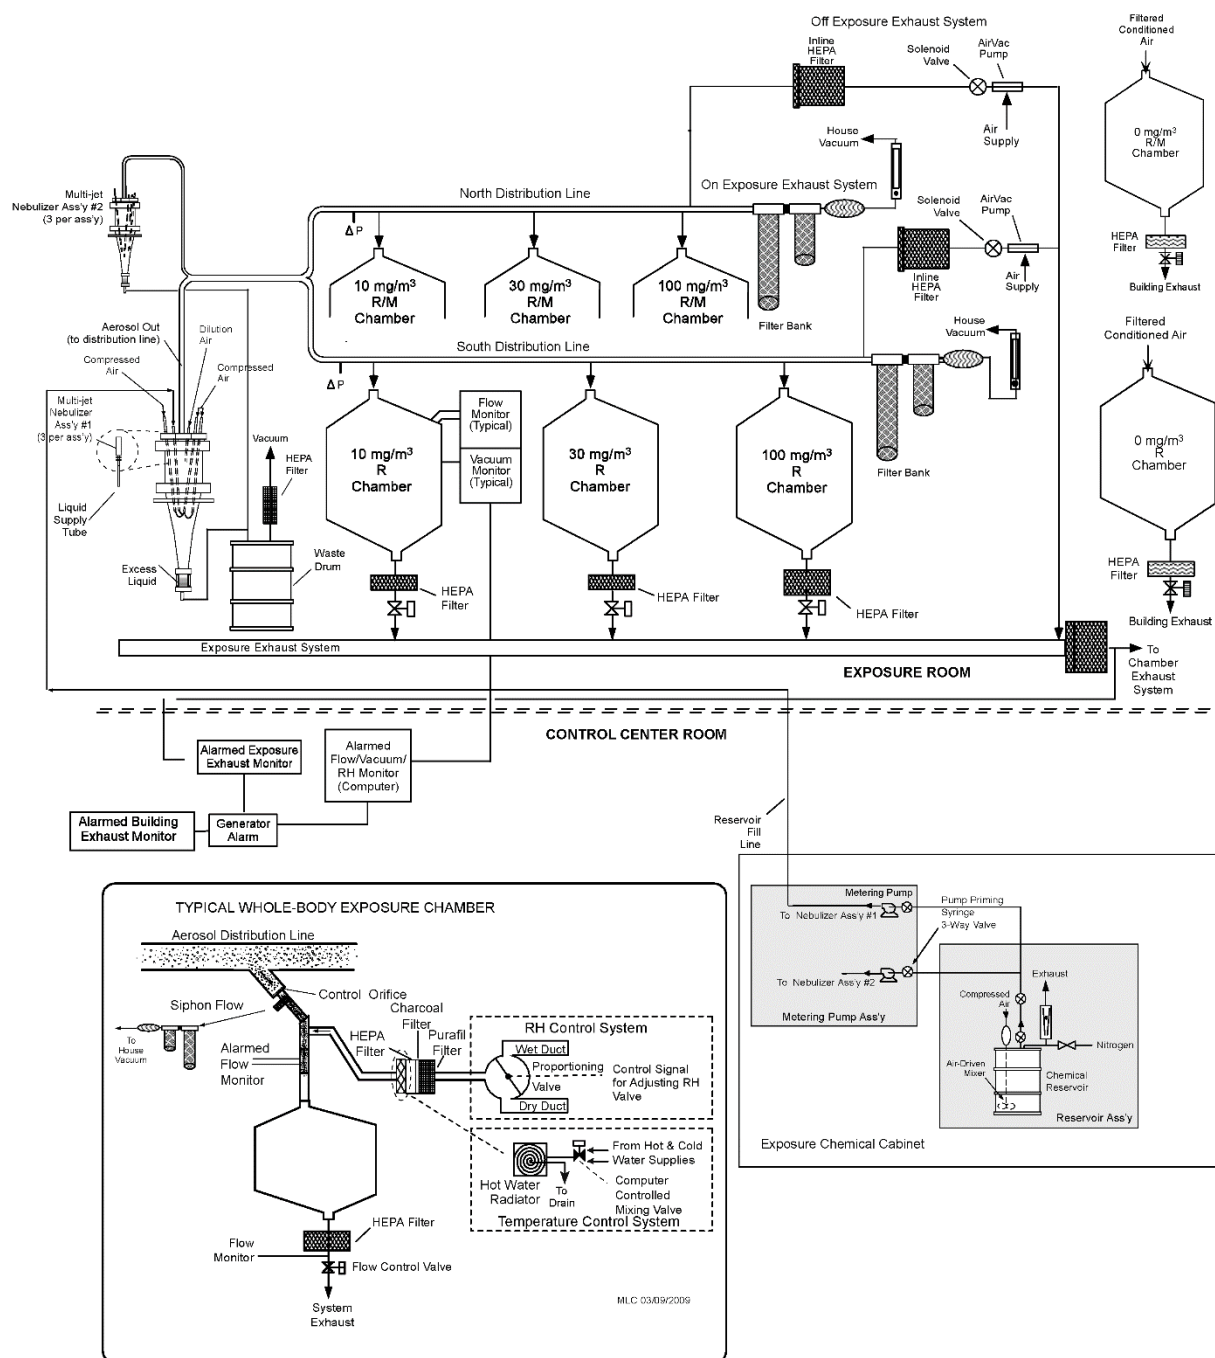 Off Exposure Exhaust System
Inline
HEPA
Filter
Solenoid
Valve
AirVac
Pump
Air
Supply
Filtered
Conditioned
Air
0 mg/m³
R/M
Chamber
HEPA
Filter
Building Exhaust
House
Vacuum
On Exposure Exhaust System
Multi-jet
Nebulizer Ass'y #2
(3 per ass'y)
North Distribution Line
Δ P
10 mg/m³
R/M
Chamber
30 mg/m³
R/M
Chamber
100 mg/m³
R/M
Chamber
Filter Bank
Solenoid
Valve
AirVac
Pump
Inline
HEPA
Filter
Air
Supply
House
Vacuum
Filtered
Conditioned Air
0 mg/m³
R
Chamber
HEPA
Filter
Building Exhaust
Aerosol Out
(to distribution line)
Dilution
Air
Compressed
Air
Compressed
Air
Multi-jet
Nebulizer
Ass'y #1
(3 per ass'y)
Liquid
Supply
Tube
Excess
Liquid
Vacuum
HEPA
Filter
Waste
Drum
South Distribution Line
Δ P
Flow
Monitor
(Typical)
Vacuum
Monitor
(Typical)
10 mg/m³
R
Chamber
30 mg/m³
R
Chamber
100 mg/m³
R
Chamber
Filter Bank
HEPA
Filter
HEPA Filter
HEPA Filter
Exposure Exhaust System
To
Chamber
Exhaust
System
EXPOSURE ROOM
CONTROL CENTER ROOM
Alarmed Exposure
Exhaust Monitor
Alarmed
Flow/Vacuum/
RH Monitor
(Computer)
Alarmed Building
Exhaust Monitor
Generator
Alarm
Reservoir
Fill
Line
Metering Pump
To Nebulizer Ass'y #1
To Nebulizer Ass'y #2
Metering Pump Ass'y
Pump Priming
Syringe
3-Way Valve
Exhaust
Compressed
Air
Nitrogen
Air-Driven
Mixer
Chemical
Reservoir
Reservoir Ass'y
Exposure Chemical Cabinet
TYPICAL WHOLE-BODY EXPOSURE CHAMBER
Aerosol Distribution Line
Control Orifice
Siphon Flow
To
House
Vacuum
Alarmed
Flow
Monitor
HEPA
Filter
Charcoal
Filter
Purafil
Filter
RH Control System
Wet Duct
Proportioning
Valve
Dry Duct
Control Signal
for Adjusting RH
Valve
Hot Water
Radiator
To
Drain
From Hot & Cold
Water Supplies
Computer
Controlled
Mixing Valve
Temperature Control System
HEPA Filter
Flow
Monitor
Flow Control Valve
System
Exhaust
MLC 03/09/2009